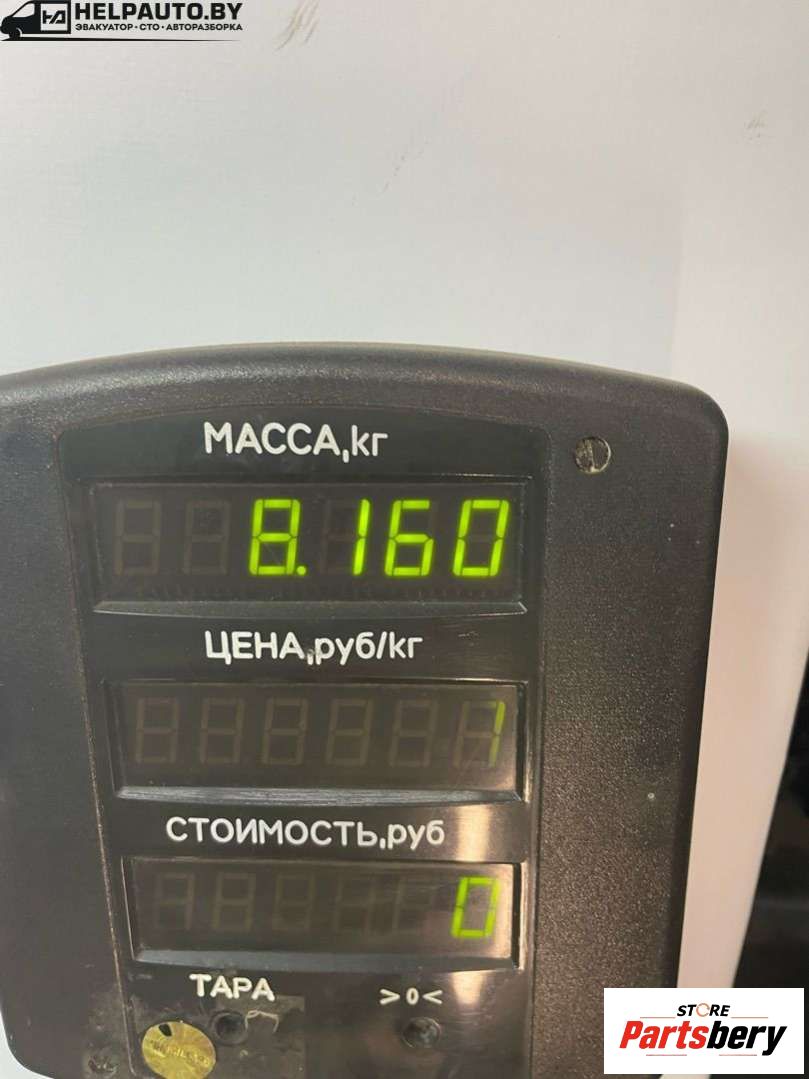 HELPAUTO.BY
ЭВАКУАТОР • СТО • АВТОРАЗБОРКА
МАССА,кг
8.160
ЦЕНА,руб/кг
1
СТОИМОСТЬ,руб
0
ТАРА >0<
STORE
Partsbery